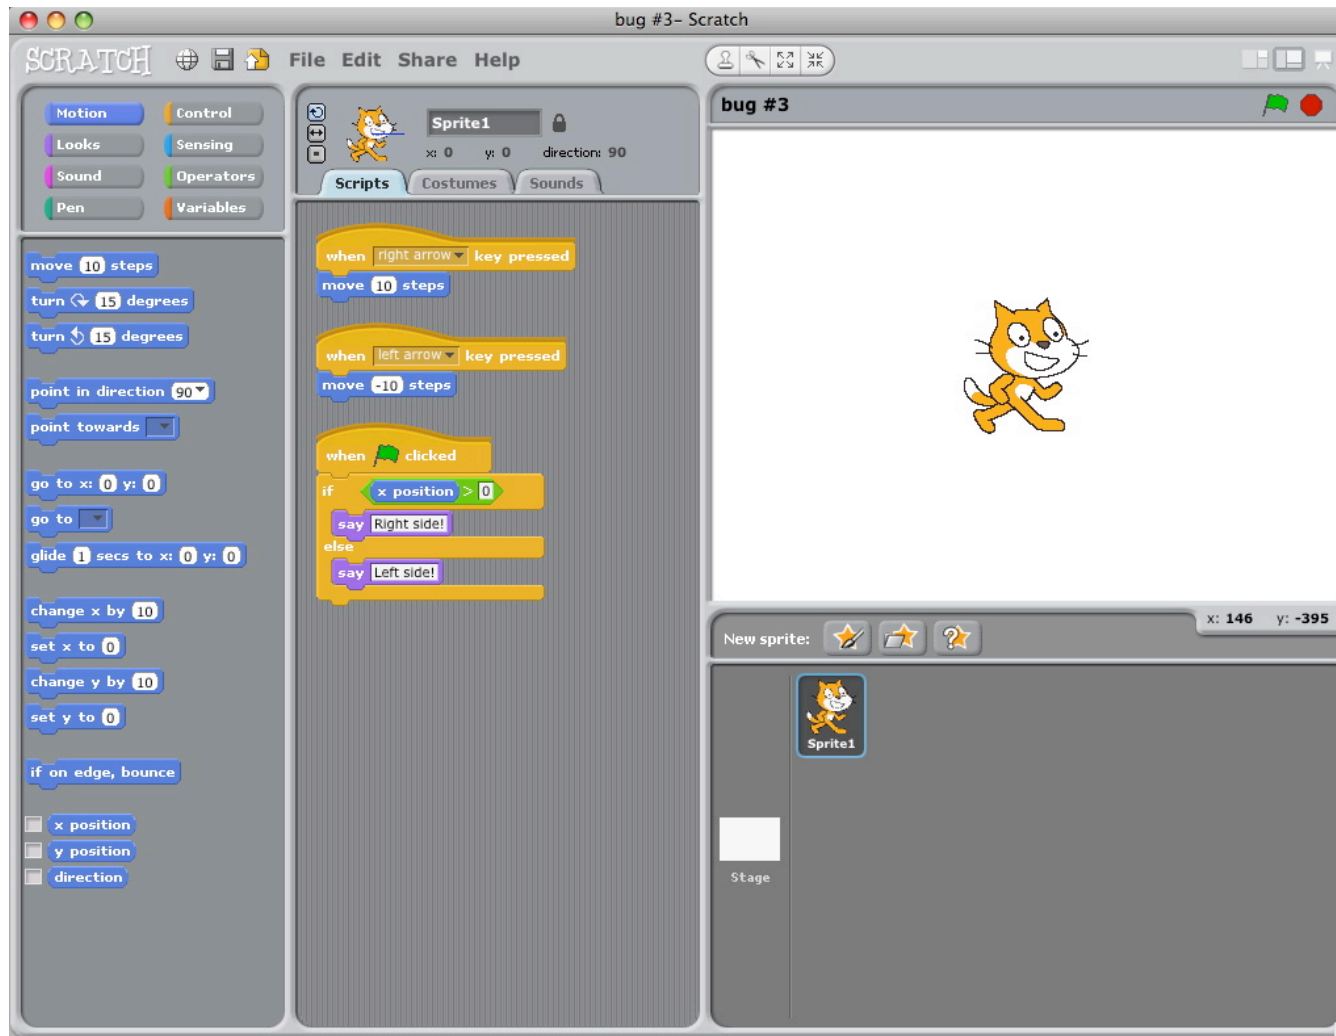 bug #3– Scratch
SCRATCH File Edit Share Help
Motion Control
Looks Sensing
Sound Operators
Pen Variables
move 10 steps
turn 15 degrees
turn 15 degrees
point in direction 90
point towards
go to x: 0 y: 0
go to
glide 1 secs to x: 0 y: 0
change x by 10
set x to 0
change y by 10
set y to 0
if on edge, bounce
x position
y position
direction
Sprite1
x: 0 y: 0 direction: 90
Scripts Costumes Sounds
when right arrow key pressed
move 10 steps
when left arrow key pressed
move -10 steps
when clicked
if x position > 0
say Right side!
else
say Left side!
bug #3
x: 146 y: -395
New sprite:
Sprite1
Stage